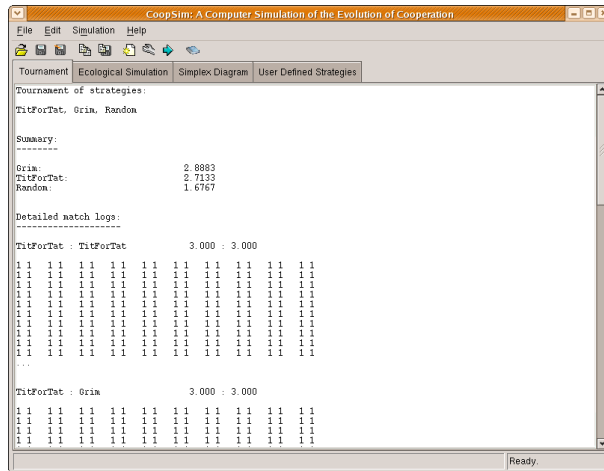 CoopSim: A Computer Simulation of the Evolution of Cooperation
File Edit Simulation Help
Tournament Ecological Simulation Simplex Diagram User Defined Strategies
Tournament of strategies:
TitForTat, Grim, Random
Summary:
--------
Grim: 2.8883
TitForTat: 2.7133
Random: 1.6767
Detailed match logs:
--------------------
TitForTat : TitForTat 3.000 : 3.000
1 1 1 1 1 1 1 1 1 1 1 1 1 1 1 1 1 1 1 1
1 1 1 1 1 1 1 1 1 1 1 1 1 1 1 1 1 1 1 1
1 1 1 1 1 1 1 1 1 1 1 1 1 1 1 1 1 1 1 1
1 1 1 1 1 1 1 1 1 1 1 1 1 1 1 1 1 1 1 1
1 1 1 1 1 1 1 1 1 1 1 1 1 1 1 1 1 1 1 1
1 1 1 1 1 1 1 1 1 1 1 1 1 1 1 1 1 1 1 1
1 1 1 1 1 1 1 1 1 1 1 1 1 1 1 1 1 1 1 1
1 1 1 1 1 1 1 1 1 1 1 1 1 1 1 1 1 1 1 1
1 1 1 1 1 1 1 1 1 1 1 1 1 1 1 1 1 1 1 1
1 1 1 1 1 1 1 1 1 1 1 1 1 1 1 1 1 1 1 1
...
TitForTat : Grim 3.000 : 3.000
1 1 1 1 1 1 1 1 1 1 1 1 1 1 1 1 1 1 1 1
1 1 1 1 1 1 1 1 1 1 1 1 1 1 1 1 1 1 1 1
1 1 1 1 1 1 1 1 1 1 1 1 1 1 1 1 1 1 1 1
1 1 1 1 1 1 1 1 1 1 1 1 1 1 1 1 1 1 1 1
Ready.